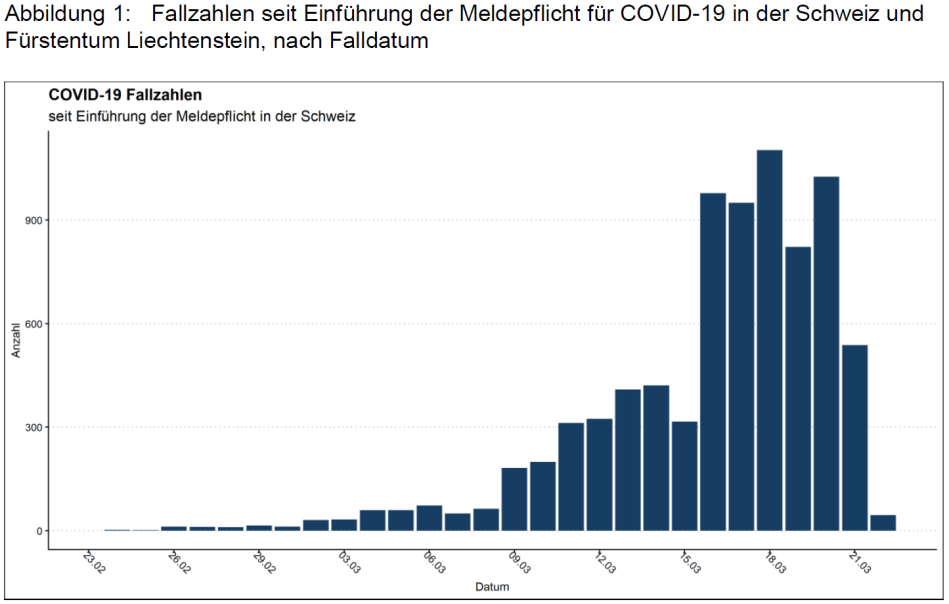 Abbildung 1: Fallzahlen seit Einführung der Meldepflicht für COVID-19 in der Schweiz und
Fürstentum Liechtenstein, nach Falldatum
COVID-19 Fallzahlen
seit Einführung der Meldepflicht in der Schweiz
Anzahl
900
600
300
0
23.02
26.02
29.02
03.03
06.03
09.03
12.03
15.03
18.03
21.03
Datum